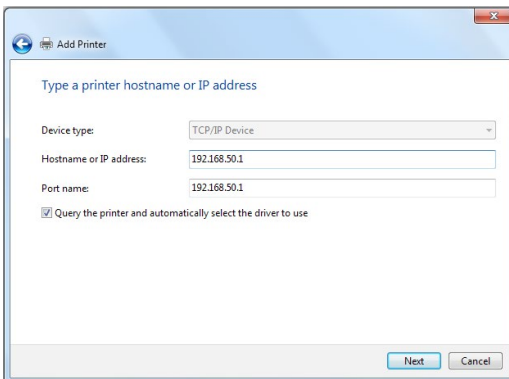 Add Printer
Type a printer hostname or IP address
Device type: TCP/IP Device
Hostname or IP address: 192.168.50.1
Port name: 192.168.50.1
Query the printer and automatically select the driver to use
Next Cancel